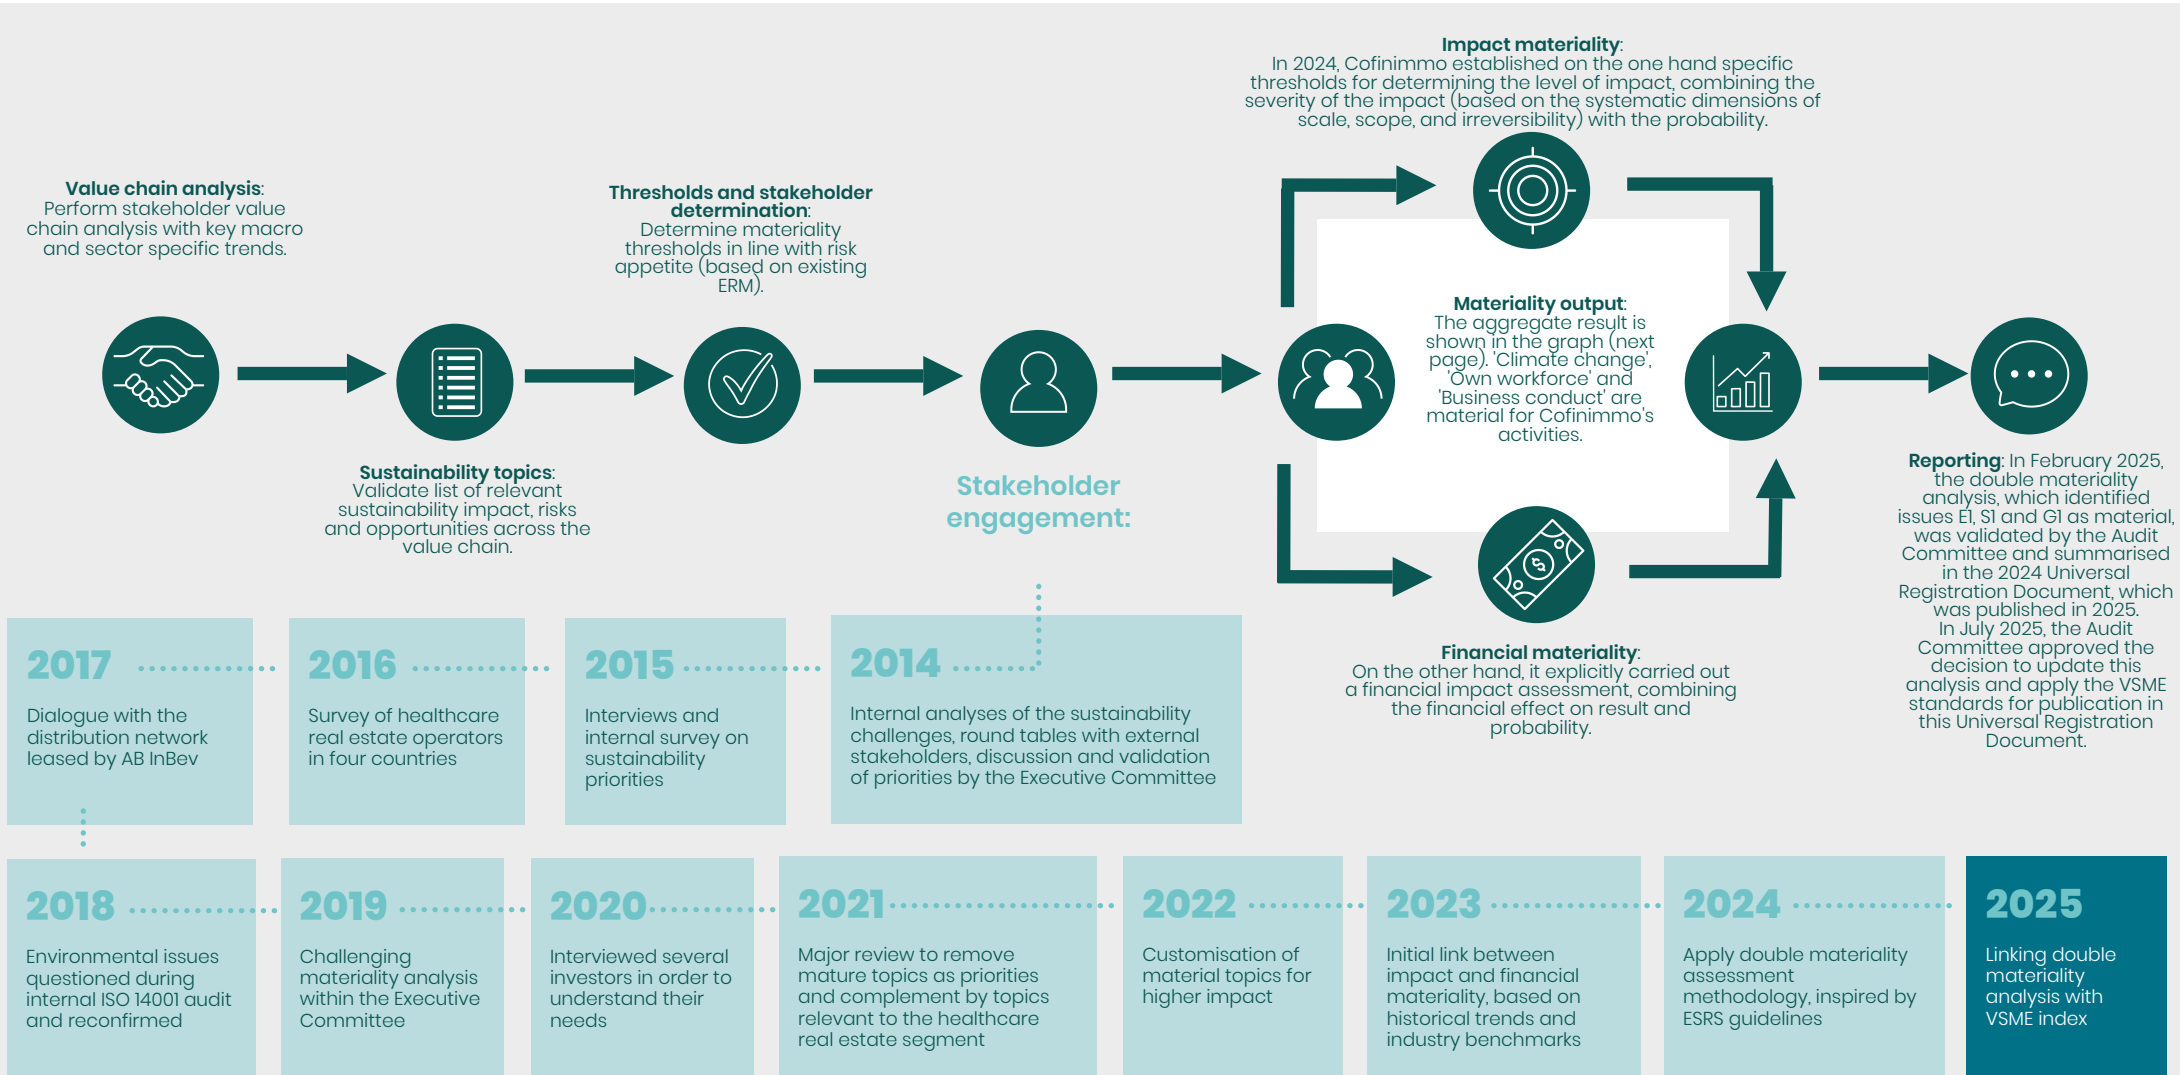 Value chain analysis:
Perform stakeholder value
chain analysis with key macro
and sector specific trends.
Sustainability topics:
Validate list of relevant
sustainability impact, risks
and opportunities across the
value chain.
Thresholds and stakeholder
determination:
Determine materiality
thresholds in line with risk
appetite (based on existing
ERM).
Stakeholder
engagement:
Impact materiality:
In 2024, Cofinimmo established on the one hand specific
thresholds for determining the level of impact, combining the
severity of the impact (based on the systematic dimensions of
scale, scope, and irreversibility) with the probability.
Materiality output:
The aggregate result is
shown in the graph (next
page). 'Climate change',
'Own workforce' and
'Business conduct' are
material for Cofinimmo's
activities.
Financial materiality:
On the other hand, it explicitly carried out
a financial impact assessment, combining
the financial effect on result and
probability.
Reporting: In February 2025,
the double materiality
analysis, which identified
issues E1, S1 and G1 as material,
was validated by the Audit
Committee and summarised
in the 2024 Universal
Registration Document, which
was published in 2025.
In July 2025, the Audit
Committee approved the
decision to update this
analysis and apply the VSME
standards for publication in
this Universal Registration
Document.
2017
Dialogue with the
distribution network
leased by AB InBev
2016
Survey of healthcare
real estate operators
in four countries
2015
Interviews and
internal survey on
sustainability
priorities
2014
Internal analyses of the sustainability
challenges, round tables with external
stakeholders, discussion and validation
of priorities by the Executive Committee
2018
Environmental issues
questioned during
internal ISO 14001 audit
and reconfirmed
2019
Challenging
materiality analysis
within the Executive
Committee
2020
Interviewed several
investors in order to
understand their
needs
2021
Major review to remove
mature topics as priorities
and complement by topics
relevant to the healthcare
real estate segment
2022
Customisation of
material topics for
higher impact
2023
Initial link between
impact and financial
materiality, based on
historical trends and
industry benchmarks
2024
Apply double materiality
assessment
methodology, inspired by
ESRS guidelines
2025
Linking double
materiality
analysis with
VSME index